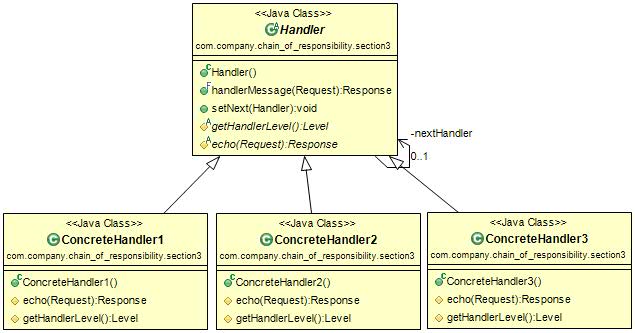 <<Java Class>>
Handler
com.company.chain_of_responsibility.section3
Handler()
handlerMessage(Request):Response
setNext(Handler):void
getHandlerLevel():Level
echo(Request):Response
-nextHandler
0..1
<<Java Class>>
ConcreteHandler1
com.company.chain_of_responsibility.section3
ConcreteHandler1()
echo(Request):Response
getHandlerLevel():Level
<<Java Class>>
ConcreteHandler2
com.company.chain_of_responsibility.section3
ConcreteHandler2()
echo(Request):Response
getHandlerLevel():Level
<<Java Class>>
ConcreteHandler3
com.company.chain_of_responsibility.section3
ConcreteHandler3()
echo(Request):Response
getHandlerLevel():Level